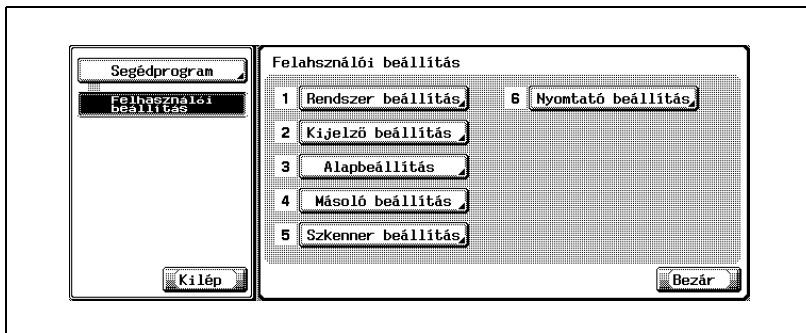 Segédprogram
Felhasználói
beállítás
Kilép
Felahsználói beállítás
1 Rendszer beállítás
2 Kijelző beállítás
3 Alapbeállítás
4 Másoló beállítás
5 Szkenner beállítás
6 Nyomtató beállítás
Bezár